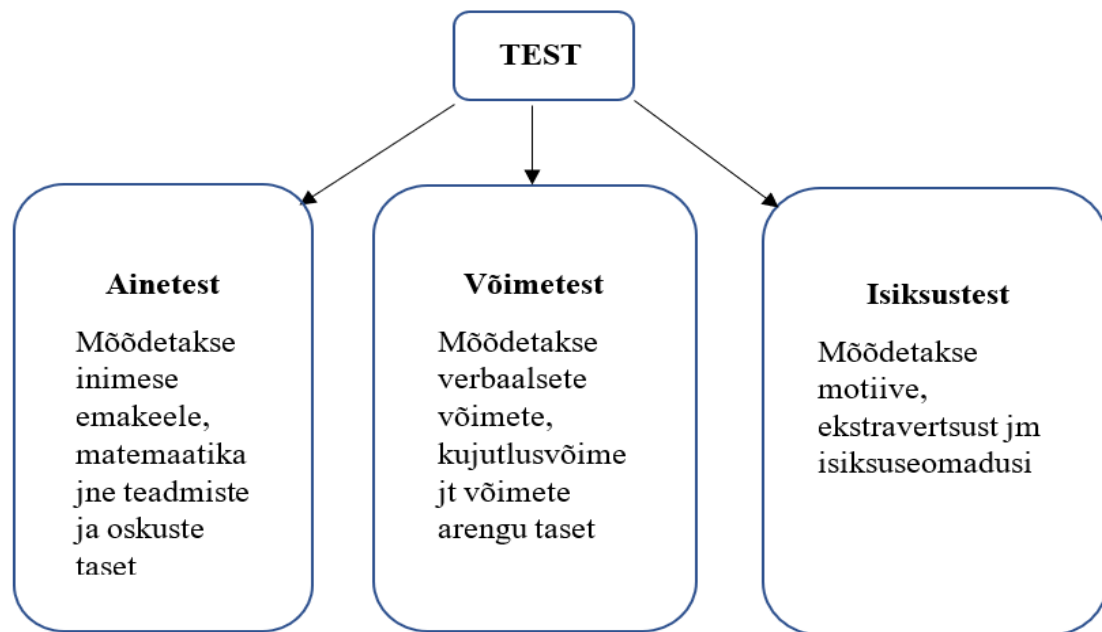 TEST
Ainetest
Mõõdetakse
inimese
emakeele,
matemaatika
jne teadmiste
ja oskuste
taset
Võimetest
Mõõdetakse
verbaalsete
võimete,
kujutlusvõime
jt võimete
arengu taset
Isiksustest
Mõõdetakse
motiive,
ekstravertsust jm
isiksuseomadusi